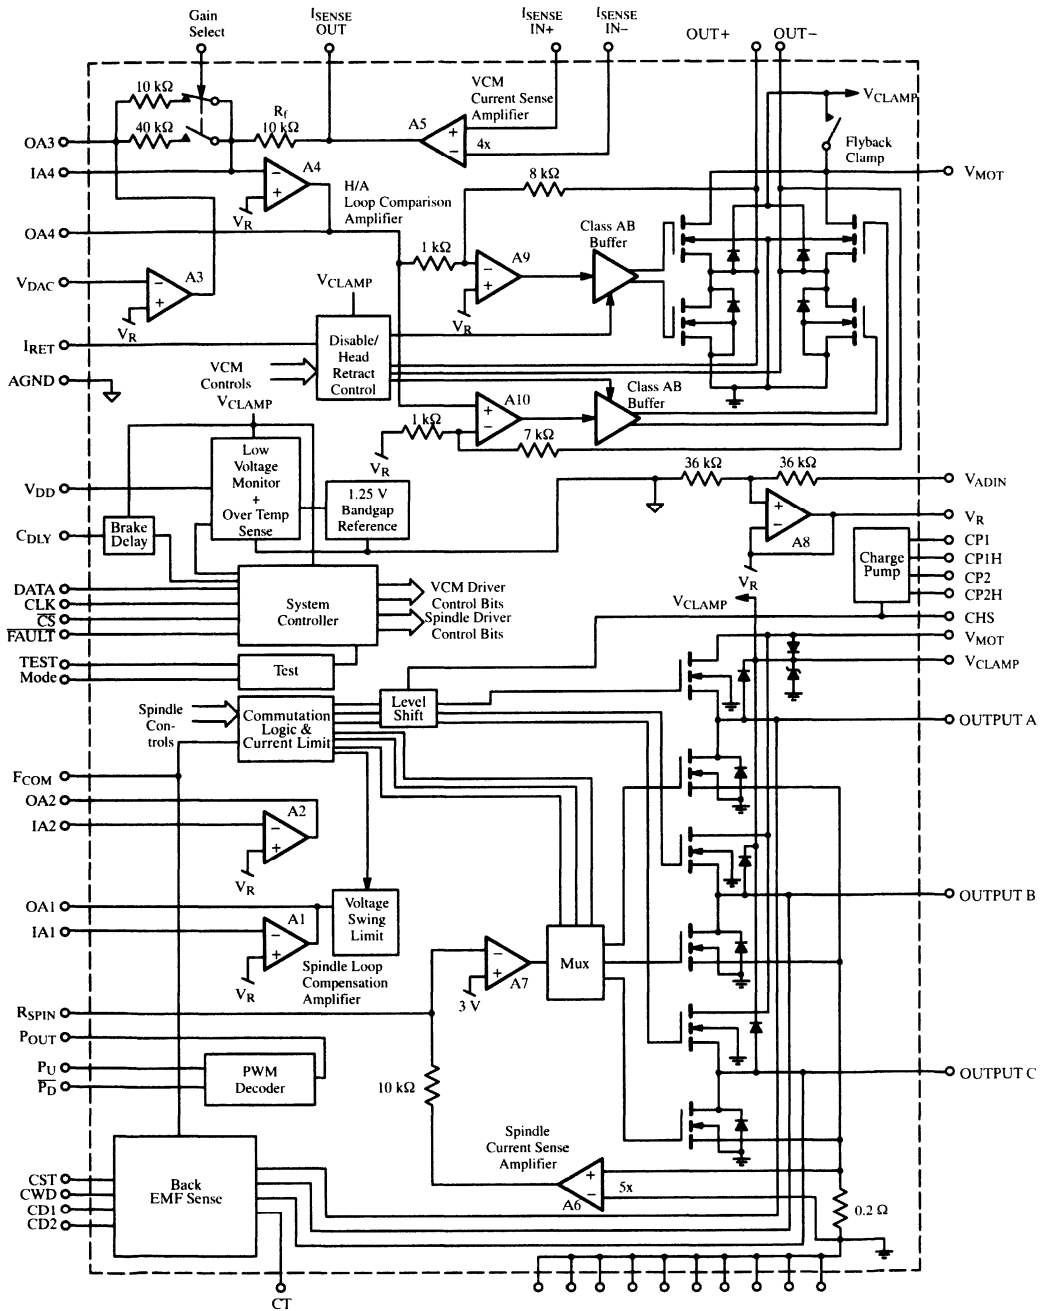 Gain
Select
ISENSE
OUT
ISENSE
IN+
ISENSE
IN−
OUT+
OUT−
10 kΩ
40 kΩ
Rf
10 kΩ
A5
VCM
Current Sense
Amplifier
+
−
4x
VCLAMP
Flyback
Clamp
VMOT
OA3
IA4
OA4
VDAC
IRET
AGND
−
+
A4
VR
H/A
Loop Comparison
Amplifier
8 kΩ
1 kΩ
−
+
A9
VR
Class AB
Buffer
−
+
A3
VR
VCLAMP
Disable/
Head
Retract
Control
VCM
Controls
VCLAMP
+
−
A10
Class AB
Buffer
1 kΩ
VR
7 kΩ
Low
Voltage
Monitor
+
Over Temp
Sense
1.25 V
Bandgap
Reference
VDD
CDLY
Brake
Delay
36 kΩ
36 kΩ
VADIN
+
−
A8
VR
VR
Charge
Pump
CP1
CP1H
CP2
CP2H
CHS
VMOT
VCLAMP
VCLAMP
DATA
CLK
C̅S̅
F̅A̅U̅L̅T̅
System
Controller
VCM Driver
Control Bits
Spindle Driver
Control Bits
TEST
Mode
Test
Spindle
Con-
trols
Commutation
Logic &
Current Limit
Level
Shift
OUTPUT A
FCOM
OA2
IA2
−
+
A2
VR
OA1
IA1
−
+
A1
VR
Voltage
Swing
Limit
Spindle Loop
Compensation
Amplifier
OUTPUT B
−
+
A7
3 V
Mux
RSPIN
POUT
PU
P̅D̅
PWM
Decoder
10 kΩ
OUTPUT C
Spindle
Current Sense
Amplifier
+
−
5x
A6
0.2 Ω
CST
CWD
CD1
CD2
Back
EMF Sense
CT